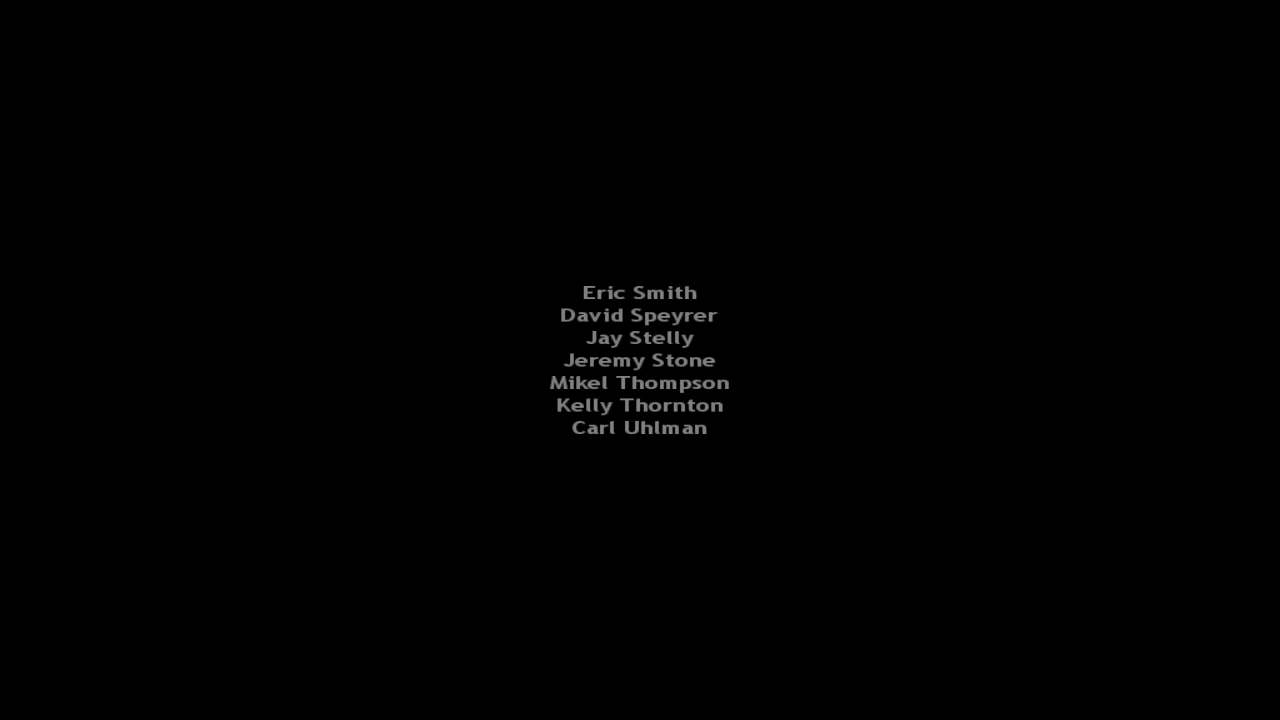 Eric Smith
David Speyrer
Jay Stelly
Jeremy Stone
Mikel Thompson
Kelly Thornton
Carl Uhlman